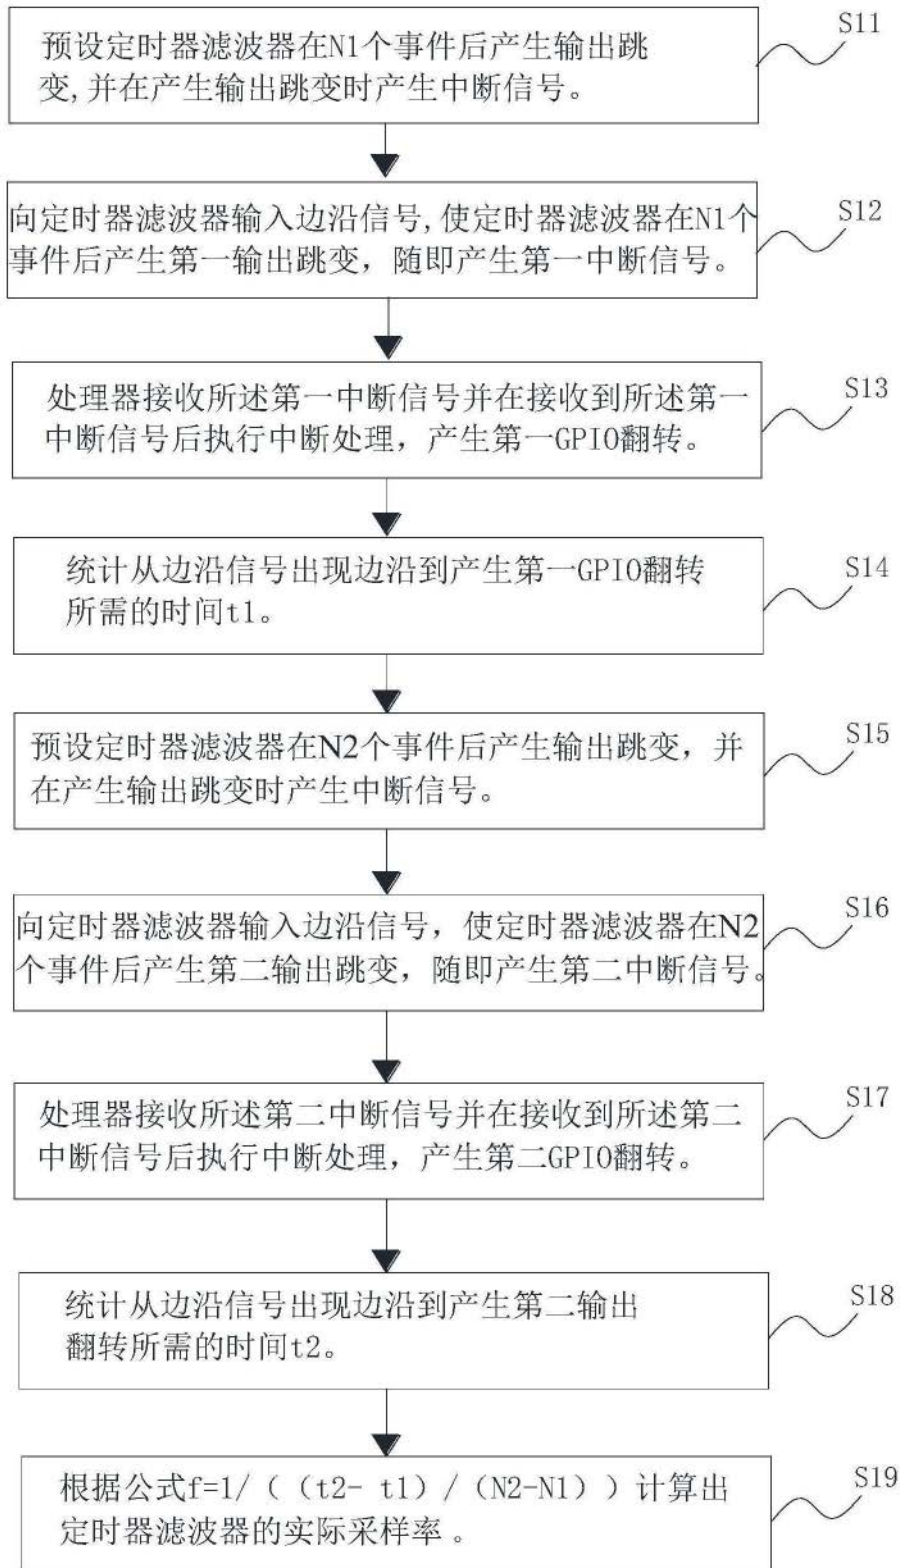 预设定时器滤波器在N1个事件后产生输出跳
变,并在产生输出跳变时产生中断信号。
S11
向定时器滤波器输入边沿信号,使定时器滤波器在N1个
事件后产生第一输出跳变，随即产生第一中断信号。
S12
处理器接收所述第一中断信号并在接收到所述第一
中断信号后执行中断处理，产生第一GPIO翻转。
S13
统计从边沿信号出现边沿到产生第一GPIO翻转
所需的时间t1。
S14
预设定时器滤波器在N2个事件后产生输出跳变，并
在产生输出跳变时产生中断信号。
S15
向定时器滤波器输入边沿信号，使定时器滤波器在N2
个事件后产生第二输出跳变，随即产生第二中断信号。
S16
处理器接收所述第二中断信号并在接收到所述第二
中断信号后执行中断处理，产生第二GPIO翻转。
S17
统计从边沿信号出现边沿到产生第二输出
翻转所需的时间t2。
S18
根据公式f=1/（（t2- t1）/（N2-N1））计算出
定时器滤波器的实际采样率 。
S19